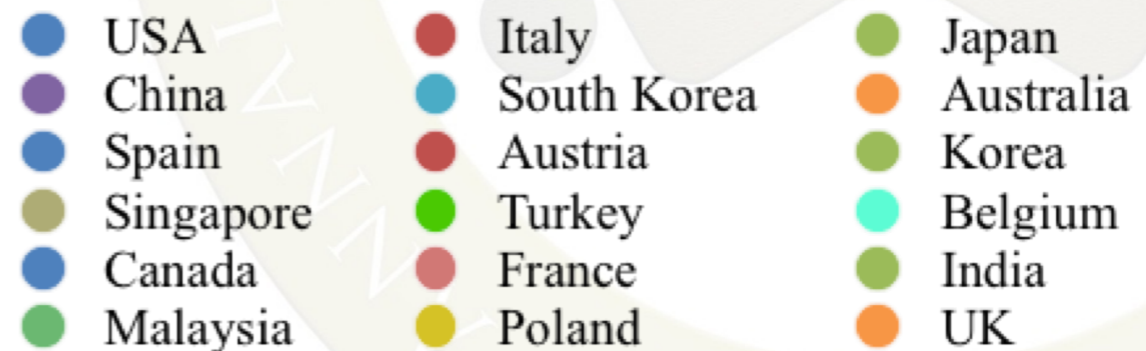 USA Italy Japan
China South Korea Australia
Spain Austria Korea
Singapore Turkey Belgium
Canada France India
Malaysia Poland UK